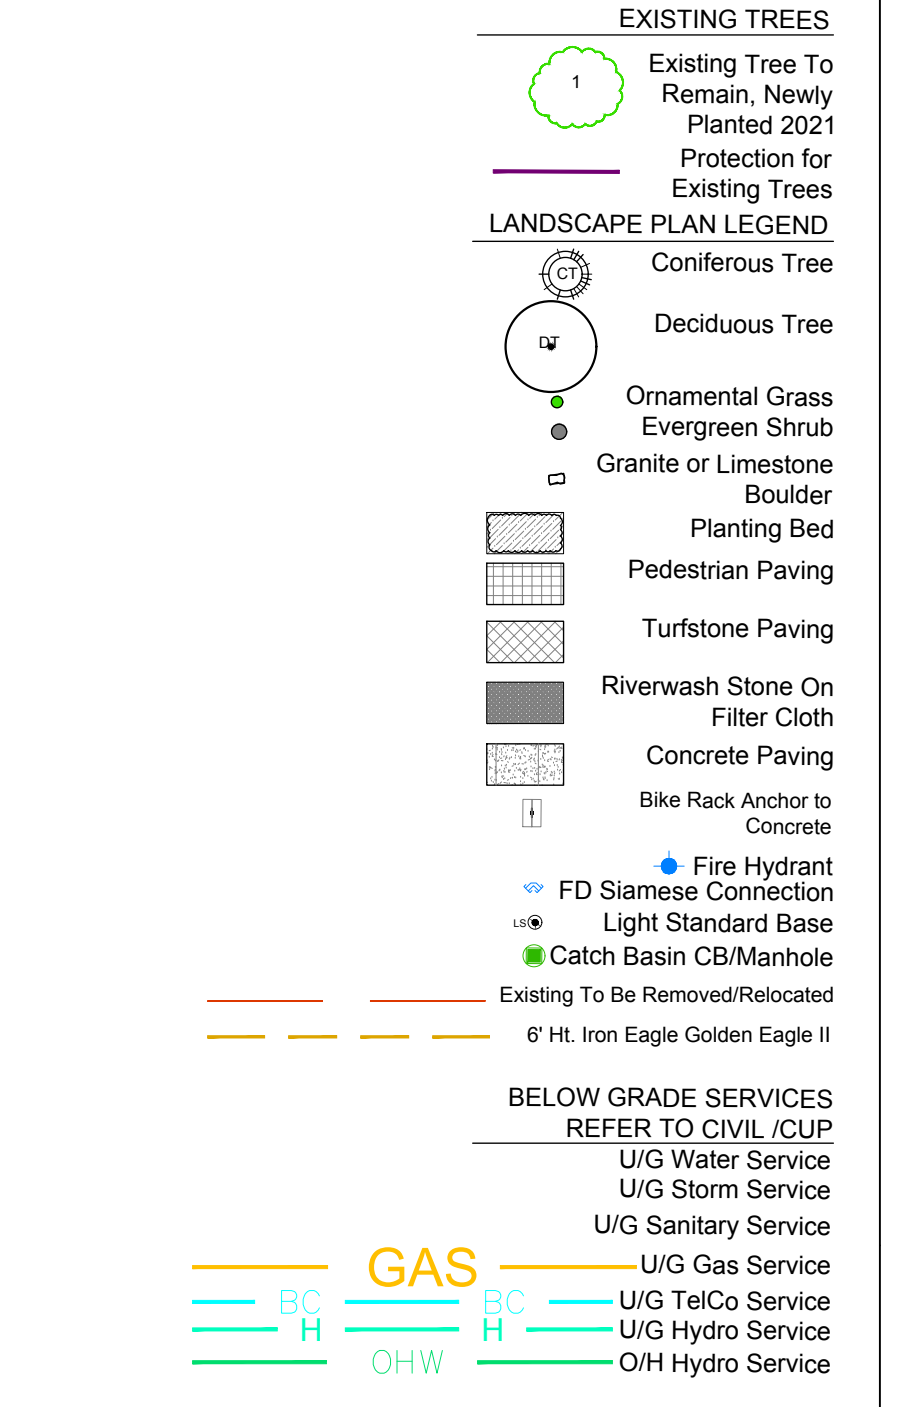 EXISTING TREES
1
Existing Tree To
Remain, Newly
Planted 2021
Protection for
Existing Trees
LANDSCAPE PLAN LEGEND
CT
Coniferous Tree
DT
Deciduous Tree
Ornamental Grass
Evergreen Shrub
Granite or Limestone
Boulder
Planting Bed
Pedestrian Paving
Turfstone Paving
Riverwash Stone On
Filter Cloth
Concrete Paving
Bike Rack Anchor to
Concrete
Fire Hydrant
FD Siamese Connection
LS Light Standard Base
Catch Basin CB/Manhole
Existing To Be Removed/Relocated
6' Ht. Iron Eagle Golden Eagle II
BELOW GRADE SERVICES
REFER TO CIVIL /CUP
U/G Water Service
U/G Storm Service
U/G Sanitary Service
GAS U/G Gas Service
BC BC U/G TelCo Service
H H U/G Hydro Service
OHW O/H Hydro Service